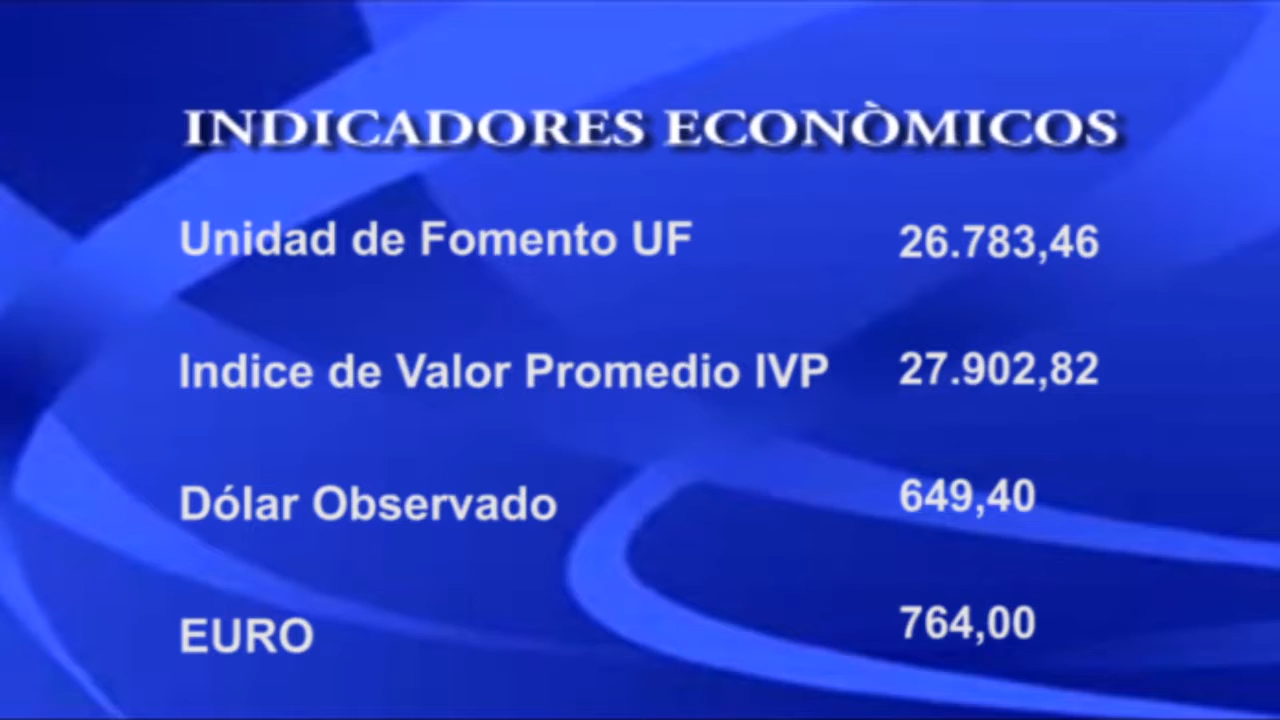 INDICADORES ECONÒMICOS
Unidad de Fomento UF 26.783,46
Indice de Valor Promedio IVP 27.902,82
Dólar Observado 649,40
EURO 764,00